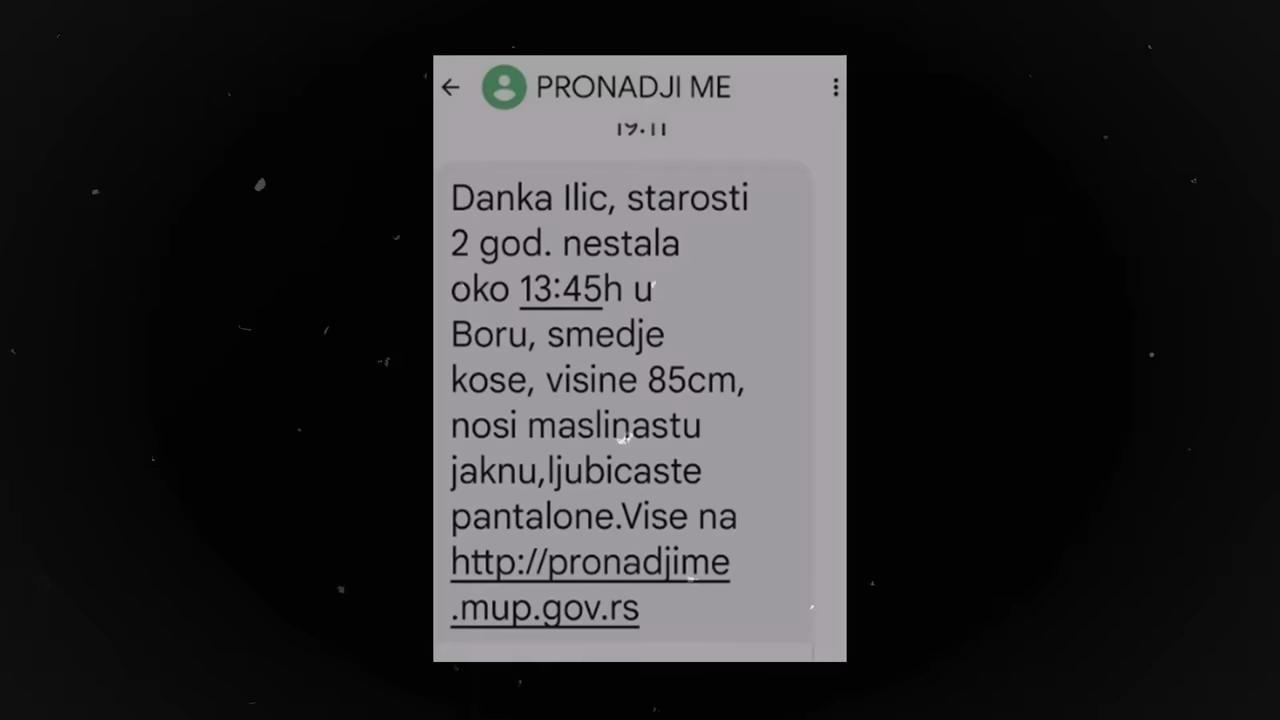 PRONADJI ME
Danka Ilic, starosti
2 god. nestala
oko 13:45h u
Boru, smedje
kose, visine 85cm,
nosi maslinastu
jaknu,ljubicaste
pantalone.Vise na
http://pronadjime
.mup.gov.rs